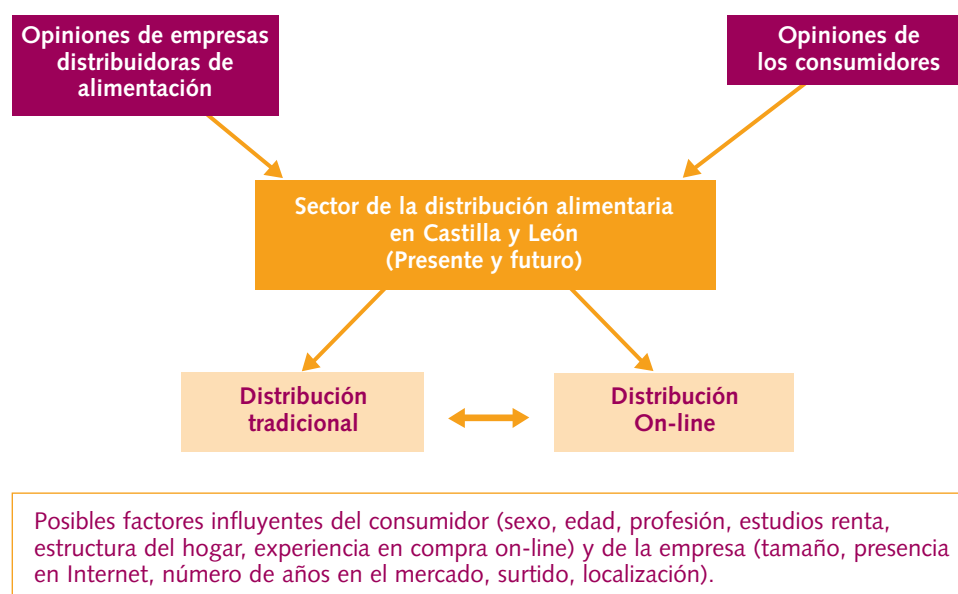 Opiniones de empresas
distribuidoras de
alimentación
Opiniones de
los consumidores
Sector de la distribución alimentaria
en Castilla y León
(Presente y futuro)
Distribución
tradicional
Distribución
On-line
Posibles factores influyentes del consumidor (sexo, edad, profesión, estudios renta,
estructura del hogar, experiencia en compra on-line) y de la empresa (tamaño, presencia
en Internet, número de años en el mercado, surtido, localización).